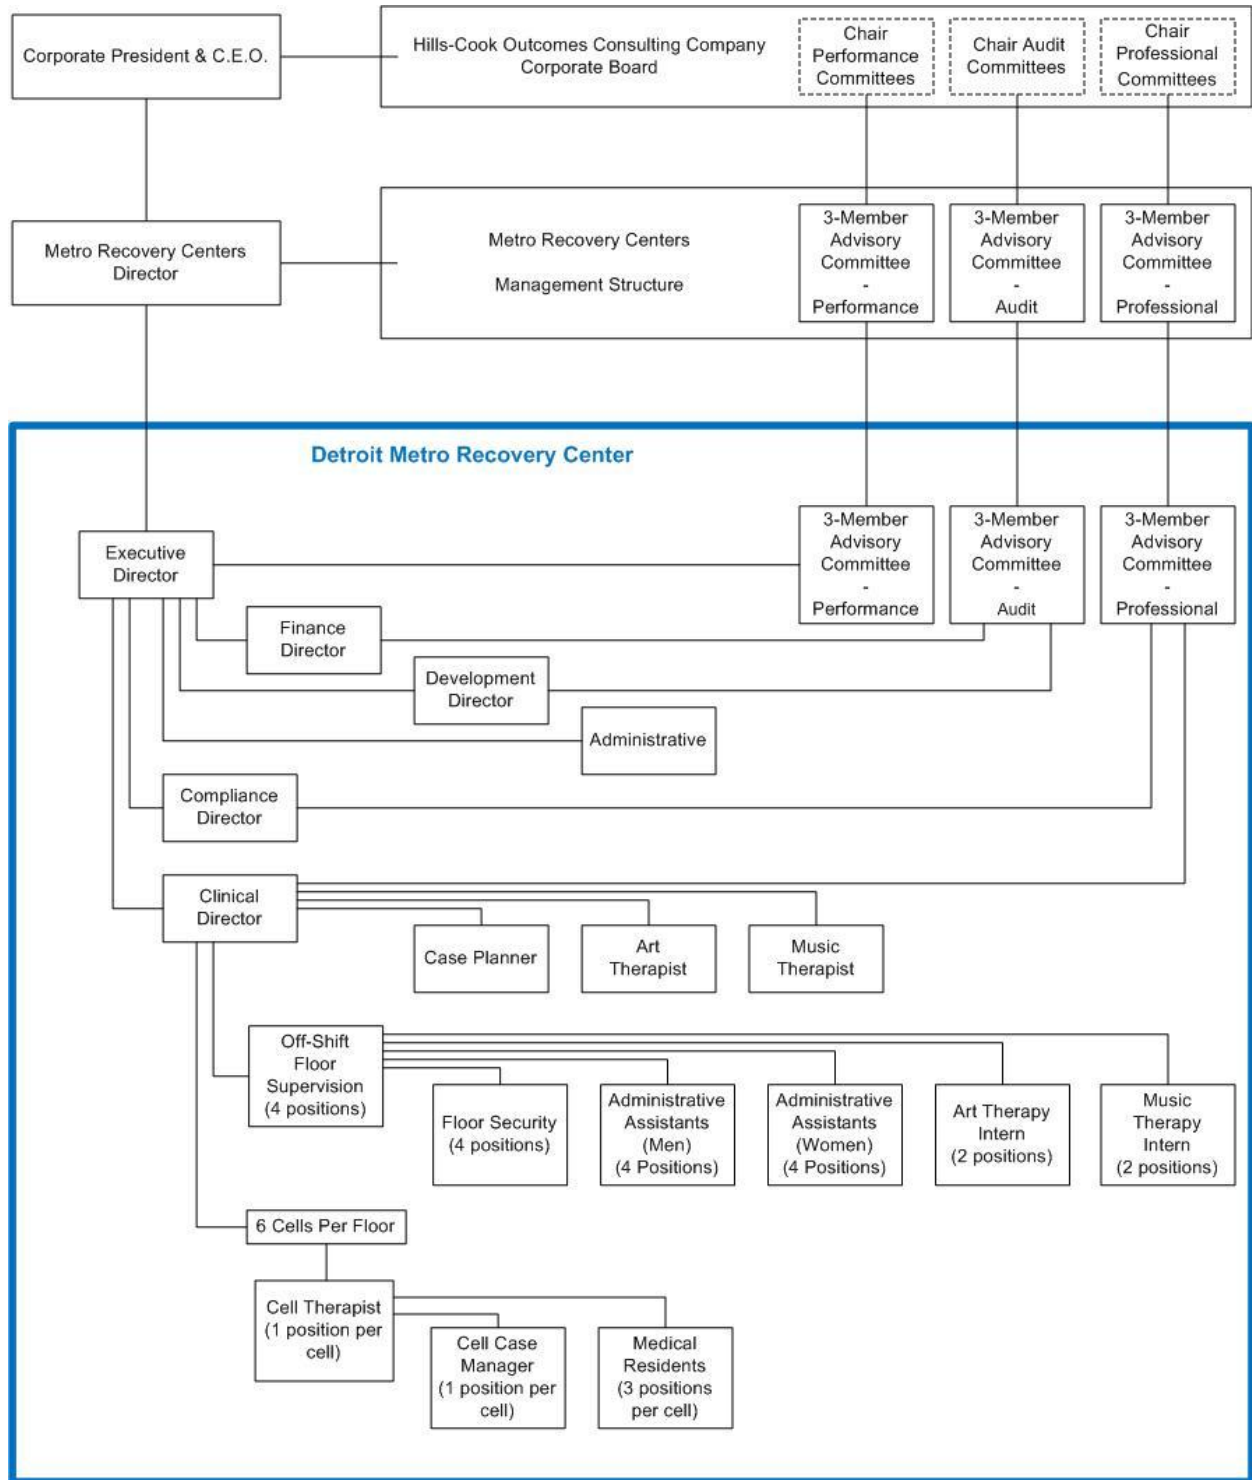 Corporate President & C.E.O.
Hills-Cook Outcomes Consulting Company
Corporate Board
Chair
Performance
Committees
Chair Audit
Committees
Chair
Professional
Committees
Metro Recovery Centers
Director
Metro Recovery Centers
Management Structure
3-Member
Advisory
Committee
-
Performance
3-Member
Advisory
Committee
-
Audit
3-Member
Advisory
Committee
-
Professional
Detroit Metro Recovery Center
Executive
Director
3-Member
Advisory
Committee
-
Performance
3-Member
Advisory
Committee
-
Audit
3-Member
Advisory
Committee
-
Professional
Finance
Director
Development
Director
Administrative
Compliance
Director
Clinical
Director
Case Planner
Art
Therapist
Music
Therapist
Off-Shift
Floor
Supervision
(4 positions)
Floor Security
(4 positions)
Administrative
Assistants
(Men)
(4 Positions)
Administrative
Assistants
(Women)
(4 Positions)
Art Therapy
Intern
(2 positions)
Music
Therapy
Intern
(2 positions)
6 Cells Per Floor
Cell Therapist
(1 position per
cell)
Cell Case
Manager
(1 position per
cell)
Medical
Residents
(3 positions
per cell)